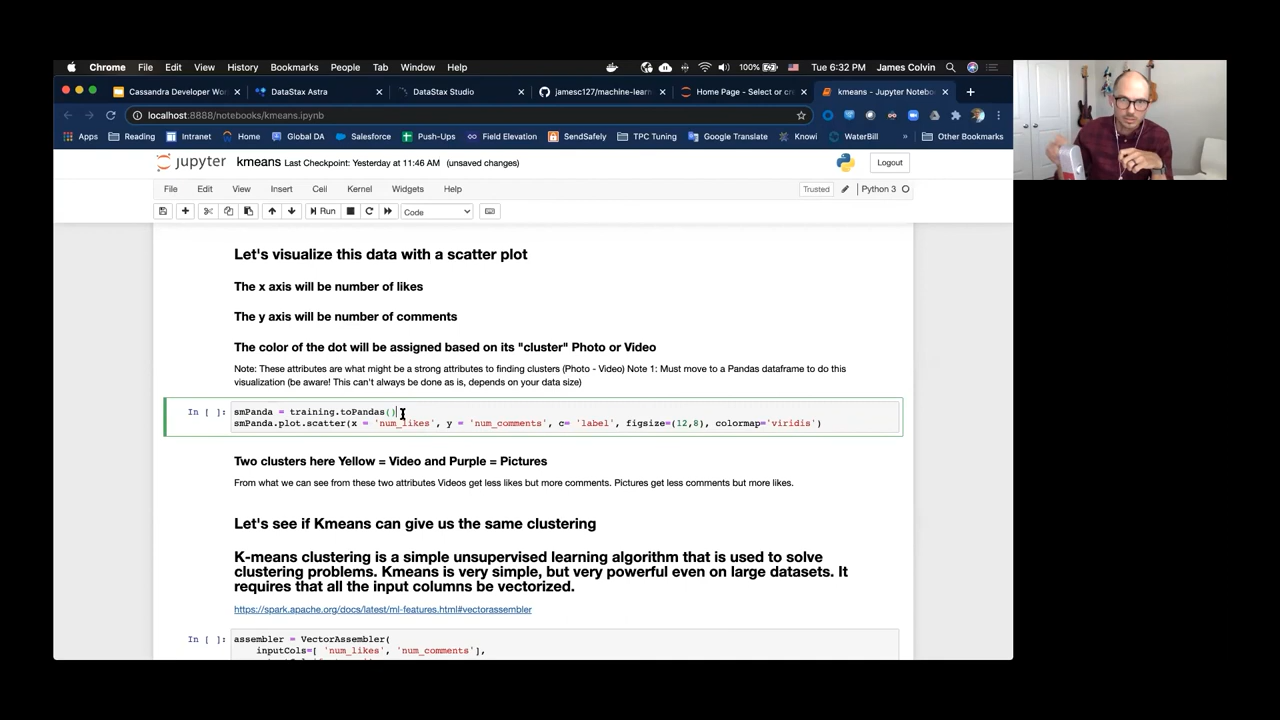 Chrome File Edit View History Bookmarks People Tab Window Help 100% Tue 6:32 PM James Colvin
Cassandra Developer Wor DataStax Astra DataStax Studio jamesc127/machine-learn Home Page - Select or cre kmeans - Jupyter Notebo
localhost:8888/notebooks/kmeans.ipynb
Apps Reading Intranet Home Global DA Salesforce Push-Ups Field Elevation SendSafely TPC Tuning Google Translate Knowi WaterBill » Other Bookmarks
jupyter kmeans Last Checkpoint: Yesterday at 11:46 AM (unsaved changes) Logout
File Edit View Insert Cell Kernel Widgets Help Trusted Python 3
Run Code
Let's visualize this data with a scatter plot
The x axis will be number of likes
The y axis will be number of comments
The color of the dot will be assigned based on its "cluster" Photo or Video
Note: These attributes are what might be a strong attributes to finding clusters (Photo - Video) Note 1: Must move to a Pandas dataframe to do this
visualization (be aware! This can't always be done as is, depends on your data size)
In [ ]: smPanda = training.toPandas()
smPanda.plot.scatter(x = 'num_likes', y = 'num_comments', c= 'label', figsize=(12,8), colormap='viridis')
Two clusters here Yellow = Video and Purple = Pictures
From what we can see from these two attributes Videos get less likes but more comments. Pictures get less comments but more likes.
Let's see if Kmeans can give us the same clustering
K-means clustering is a simple unsupervised learning algorithm that is used to solve
clustering problems. Kmeans is very simple, but very powerful even on large datasets. It
requires that all the input columns be vectorized.
https://spark.apache.org/docs/latest/ml-features.html#vectorassembler
In [ ]: assembler = VectorAssembler(
inputCols=[ 'num_likes', 'num_comments'],